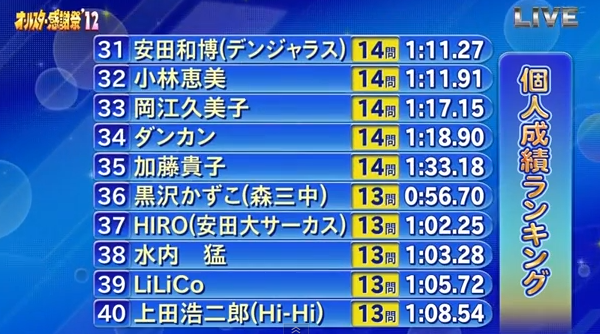 オールスター感謝祭'12
LIVE
31 安田和博(デンジャラス) 14問 1:11.27
32 小林恵美 14問 1:11.91
33 岡江久美子 14問 1:17.15
34 ダンカン 14問 1:18.90
35 加藤貴子 14問 1:33.18
36 黒沢かずこ(森三中) 13問 0:56.70
37 HIRO(安田大サーカス) 13問 1:02.25
38 水内 猛 13問 1:03.28
39 LiLiCo 13問 1:05.72
40 上田浩二郎(Hi-Hi) 13問 1:08.54
個人成績ランキング